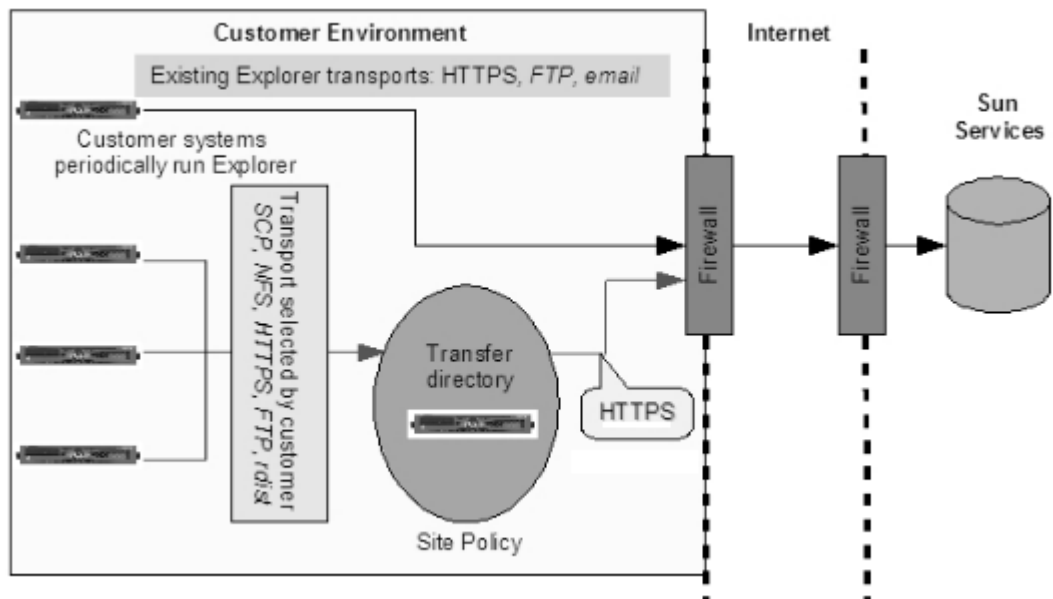 Customer Environment
Internet
Existing Explorer transports: HTTPS, FTP, email
Sun
Services
Customer systems
periodically run Explorer
Transport selected by customer
SCP, NFS, HTTPS, FTP, rdist
Firewall
Firewall
Transfer
directory
HTTPS
Site Policy